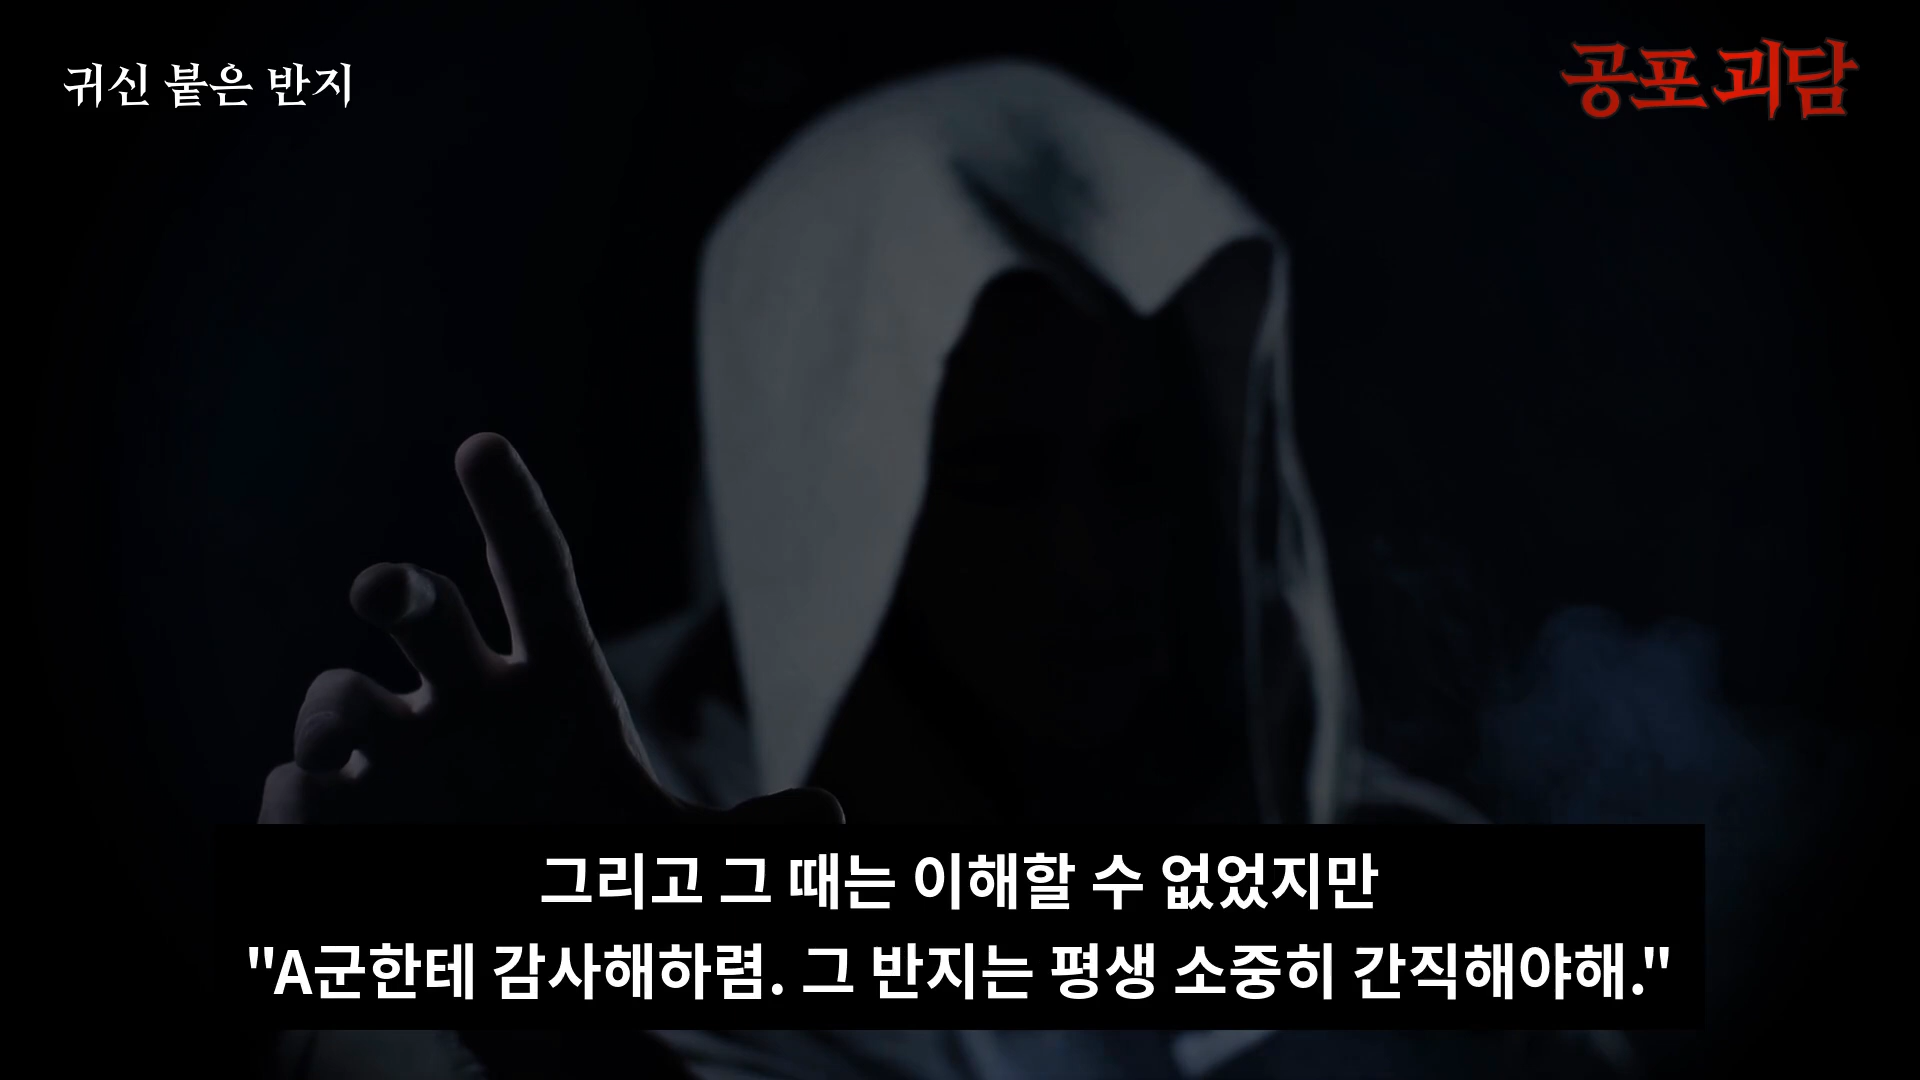 귀신 붙은 반지
공포 괴담
그리고 그 때는 이해할 수 없었지만
"A군한테 감사해하렴. 그 반지는 평생 소중히 간직해야해."